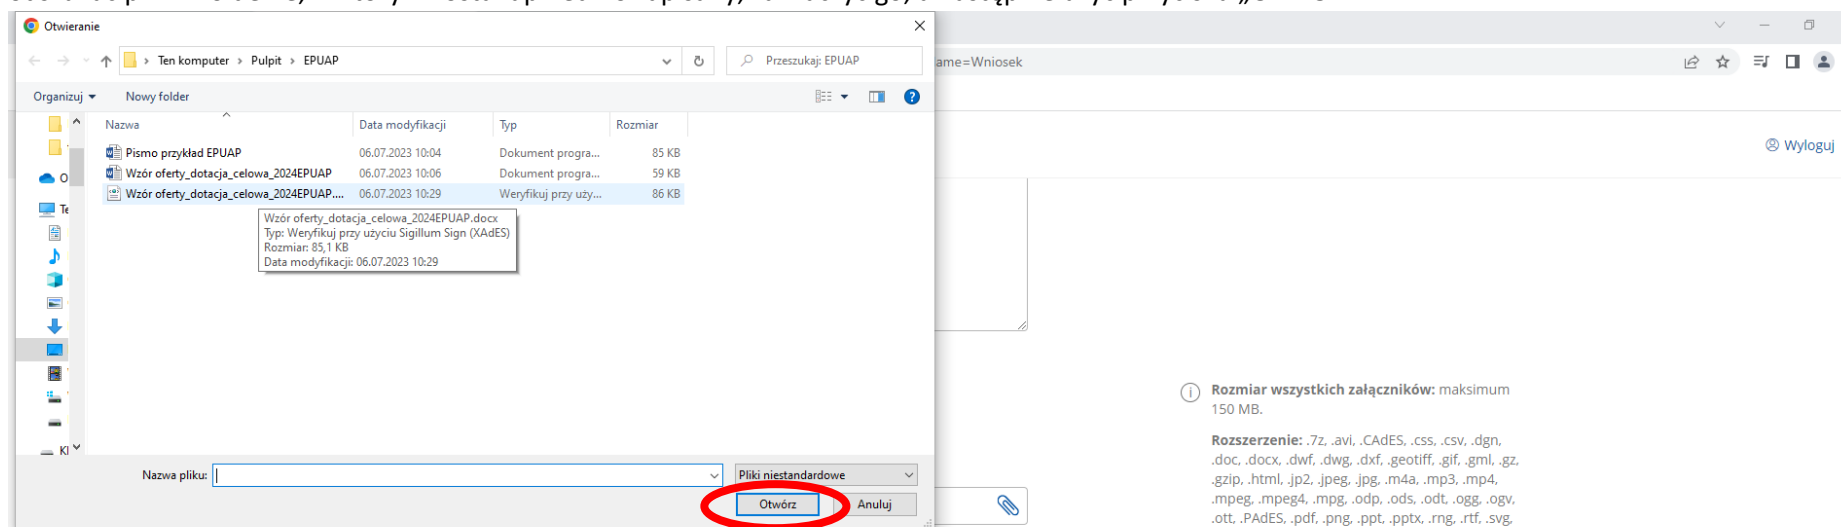 Otwieranie
Ten komputer › Pulpit › EPUAP
Przeszukaj: EPUAP
ame=Wniosek
Organizuj
Nowy folder
Nazwa Data modyfikacji Typ Rozmiar
Pismo przykład EPUAP 06.07.2023 10:04 Dokument progra... 85 KB
Wzór oferty_dotacja_celowa_2024EPUAP 06.07.2023 10:06 Dokument progra... 59 KB
Wzór oferty_dotacja_celowa_2024EPUAP.... 06.07.2023 10:29 Weryfikuj przy uży... 86 KB
Wzór oferty_dotacja_celowa_2024EPUAP.docx
Typ: Weryfikuj przy użyciu Sigillum Sign (XAdES)
Rozmiar: 85,1 KB
Data modyfikacji: 06.07.2023 10:29
O
Te
Kl
Nazwa pliku:
Pliki niestandardowe
Otwórz
Anuluj
Wyloguj
Rozmiar wszystkich załączników: maksimum
150 MB.
Rozszerzenie: .7z, .avi, .CAdES, .css, .csv, .dgn,
.doc, .docx, .dwf, .dwg, .dxf, .geotiff, .gif, .gml, .gz,
.gzip, .html, .jp2, .jpeg, .jpg, .m4a, .mp3, .mp4,
.mpeg, .mpeg4, .mpg, .odp, .ods, .odt, .ogg, .ogv,
.ott, .PAdES, .pdf, .png, .ppt, .pptx, .rng, .rtf, .svg,